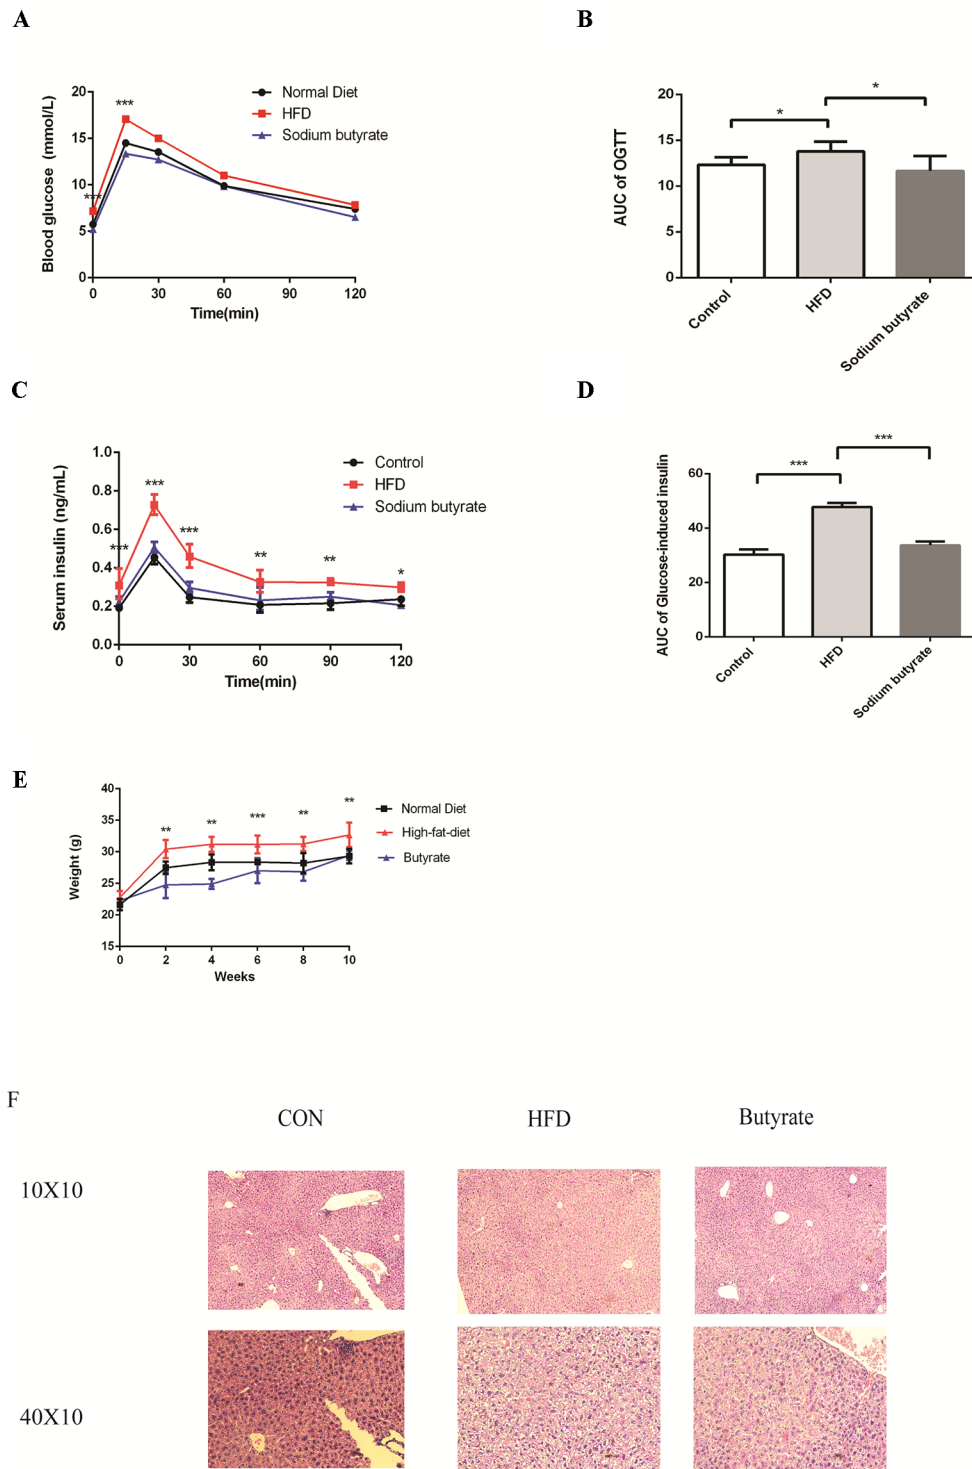 A
Blood glucose (mmol/L)
20
15
10
5
0
***
***
Normal Diet
HFD
Sodium butyrate
0 30 60 90 120
Time(min)
B
AUC of OGTT
20
15
10
5
0
*
*
Control
HFD
Sodium butyrate
C
Serum insulin (ng/mL)
1.0
0.8
0.6
0.4
0.2
0.0
***
***
***
**
**
*
Control
HFD
Sodium butyrate
0 30 60 90 120
Time(min)
D
AUC of Glucose-induced insulin
60
40
20
0
***
***
Control
HFD
Sodium butyrate
E
Weight (g)
40
35
30
25
20
15
**
**
***
**
**
Normal Diet
High-fat-diet
Butyrate
0 2 4 6 8 10
Weeks
F
CON HFD Butyrate
10X10
40X10